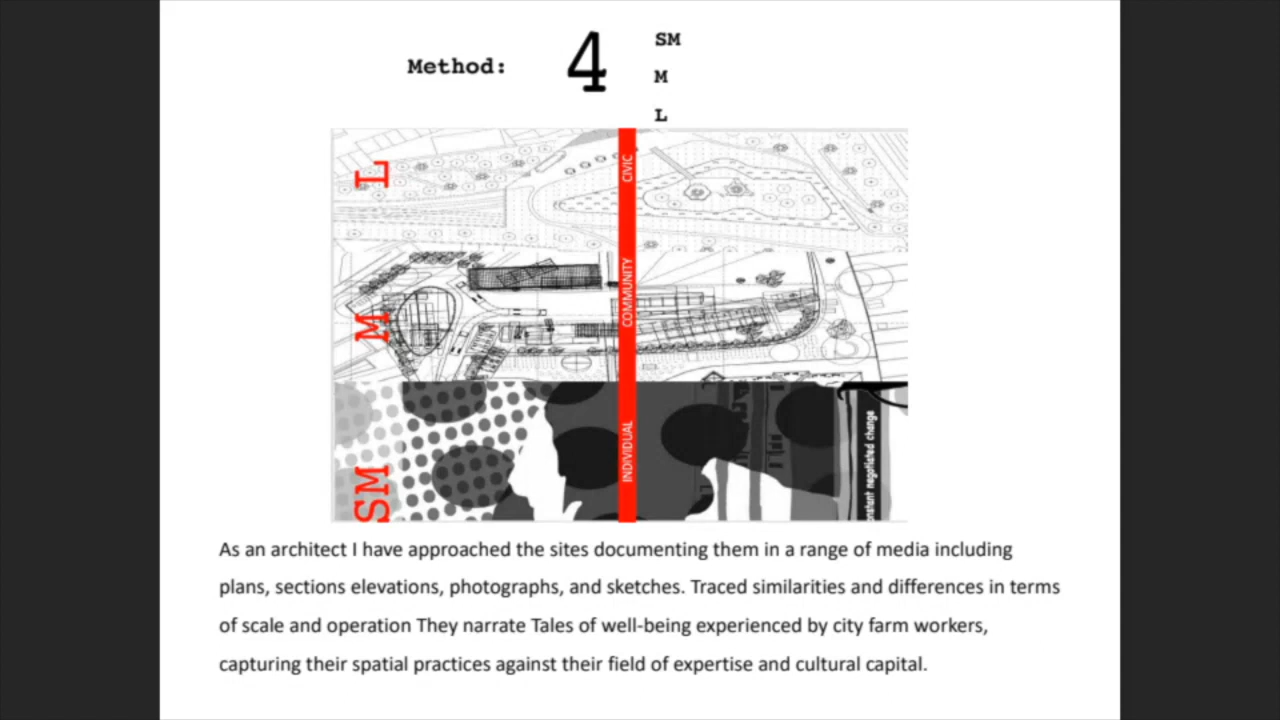 Method:
4
SM
M
L
L
CIVIC
M
COMMUNITY
SM
INDIVIDUAL
nstant negotiated change
As an architect I have approached the sites documenting them in a range of media including
plans, sections elevations, photographs, and sketches. Traced similarities and differences in terms
of scale and operation They narrate Tales of well-being experienced by city farm workers,
capturing their spatial practices against their field of expertise and cultural capital.